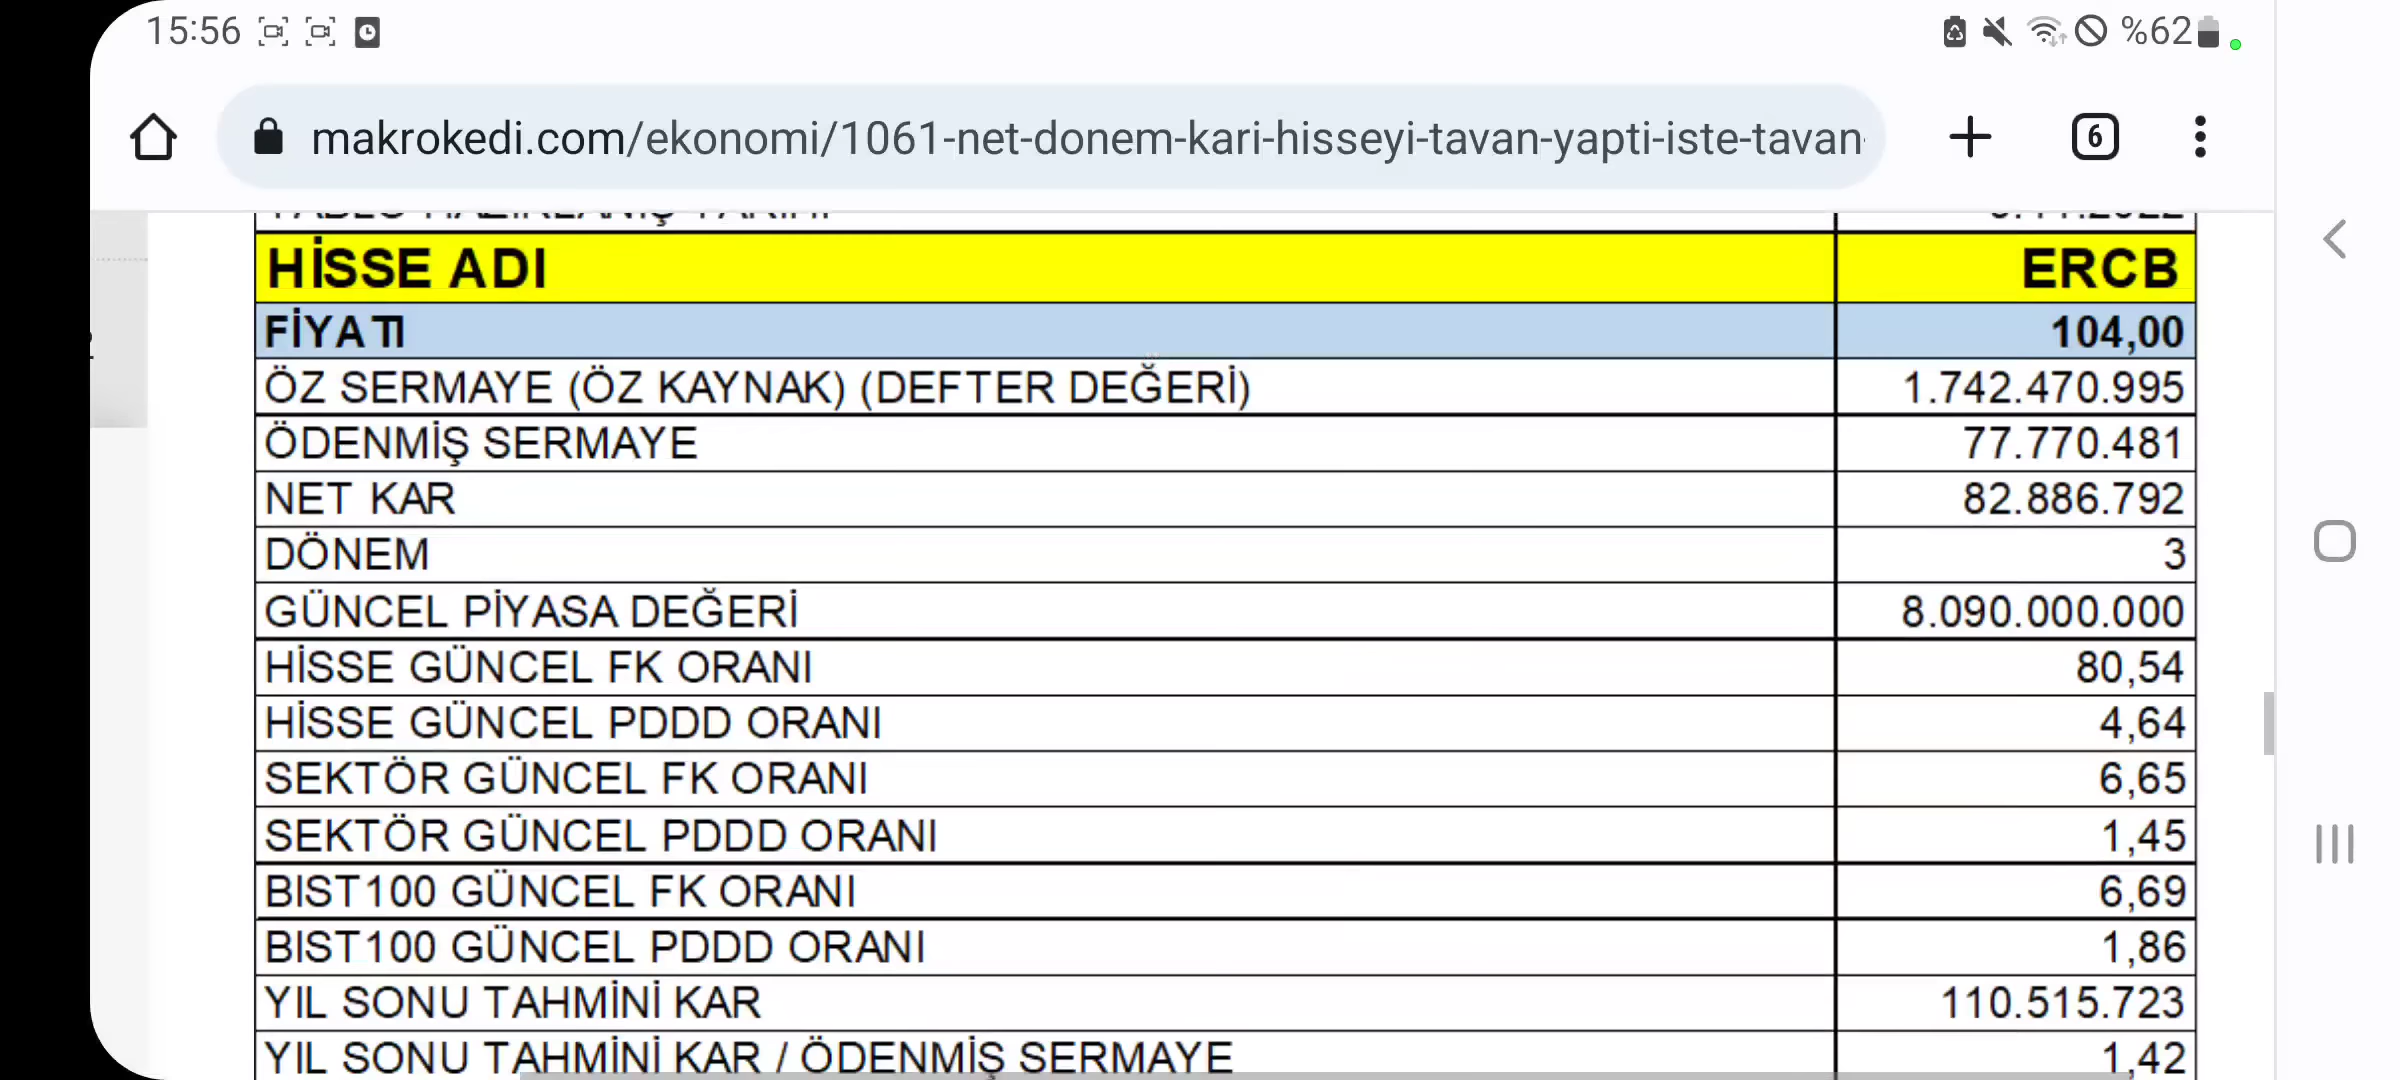 15:56 %62
makrokedi.com/ekonomi/1061-net-donem-kari-hisseyi-tavan-yapti-iste-tavan- 6
HİSSE ADI ERCB
FİYATI 104,00
ÖZ SERMAYE (ÖZ KAYNAK) (DEFTER DEĞERİ) 1.742.470.995
ÖDENMİŞ SERMAYE 77.770.481
NET KAR 82.886.792
DÖNEM 3
GÜNCEL PİYASA DEĞERİ 8.090.000.000
HİSSE GÜNCEL FK ORANI 80,54
HİSSE GÜNCEL PDDD ORANI 4,64
SEKTÖR GÜNCEL FK ORANI 6,65
SEKTÖR GÜNCEL PDDD ORANI 1,45
BIST100 GÜNCEL FK ORANI 6,69
BIST100 GÜNCEL PDDD ORANI 1,86
YIL SONU TAHMİNİ KAR 110.515.723
YIL SONU TAHMİNİ KAR / ÖDENMİŞ SERMAYE 1,42